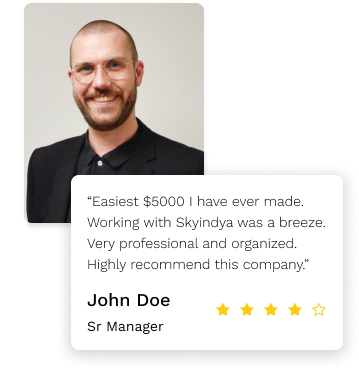 “Easiest $5000 I have ever made.
Working with Skyindya was a breeze.
Very professional and organized.
Highly recommend this company.”
John Doe
Sr Manager